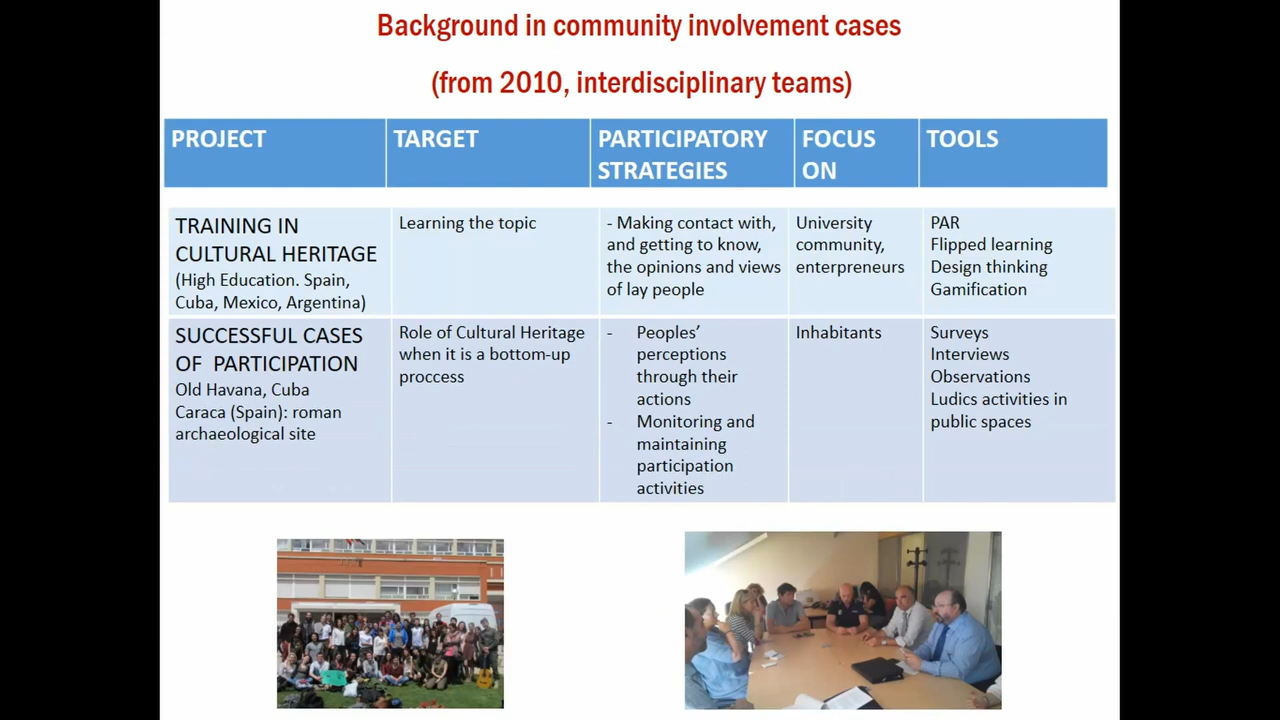 Background in community involvement cases
(from 2010, interdisciplinary teams)
PROJECT
TARGET
PARTICIPATORY
STRATEGIES
FOCUS
ON
TOOLS
TRAINING IN
CULTURAL HERITAGE
(High Education. Spain,
Cuba, Mexico, Argentina)
Learning the topic
- Making contact with,
and getting to know,
the opinions and views
of lay people
University
community,
enterpreneurs
PAR
Flipped learning
Design thinking
Gamification
SUCCESSFUL CASES
OF PARTICIPATION
Old Havana, Cuba
Caraca (Spain): roman
archaeological site
Role of Cultural Heritage
when it is a bottom-up
proccess
- Peoples’
perceptions
through their
actions
- Monitoring and
maintaining
participation
activities
Inhabitants
Surveys
Interviews
Observations
Ludics activities in
public spaces